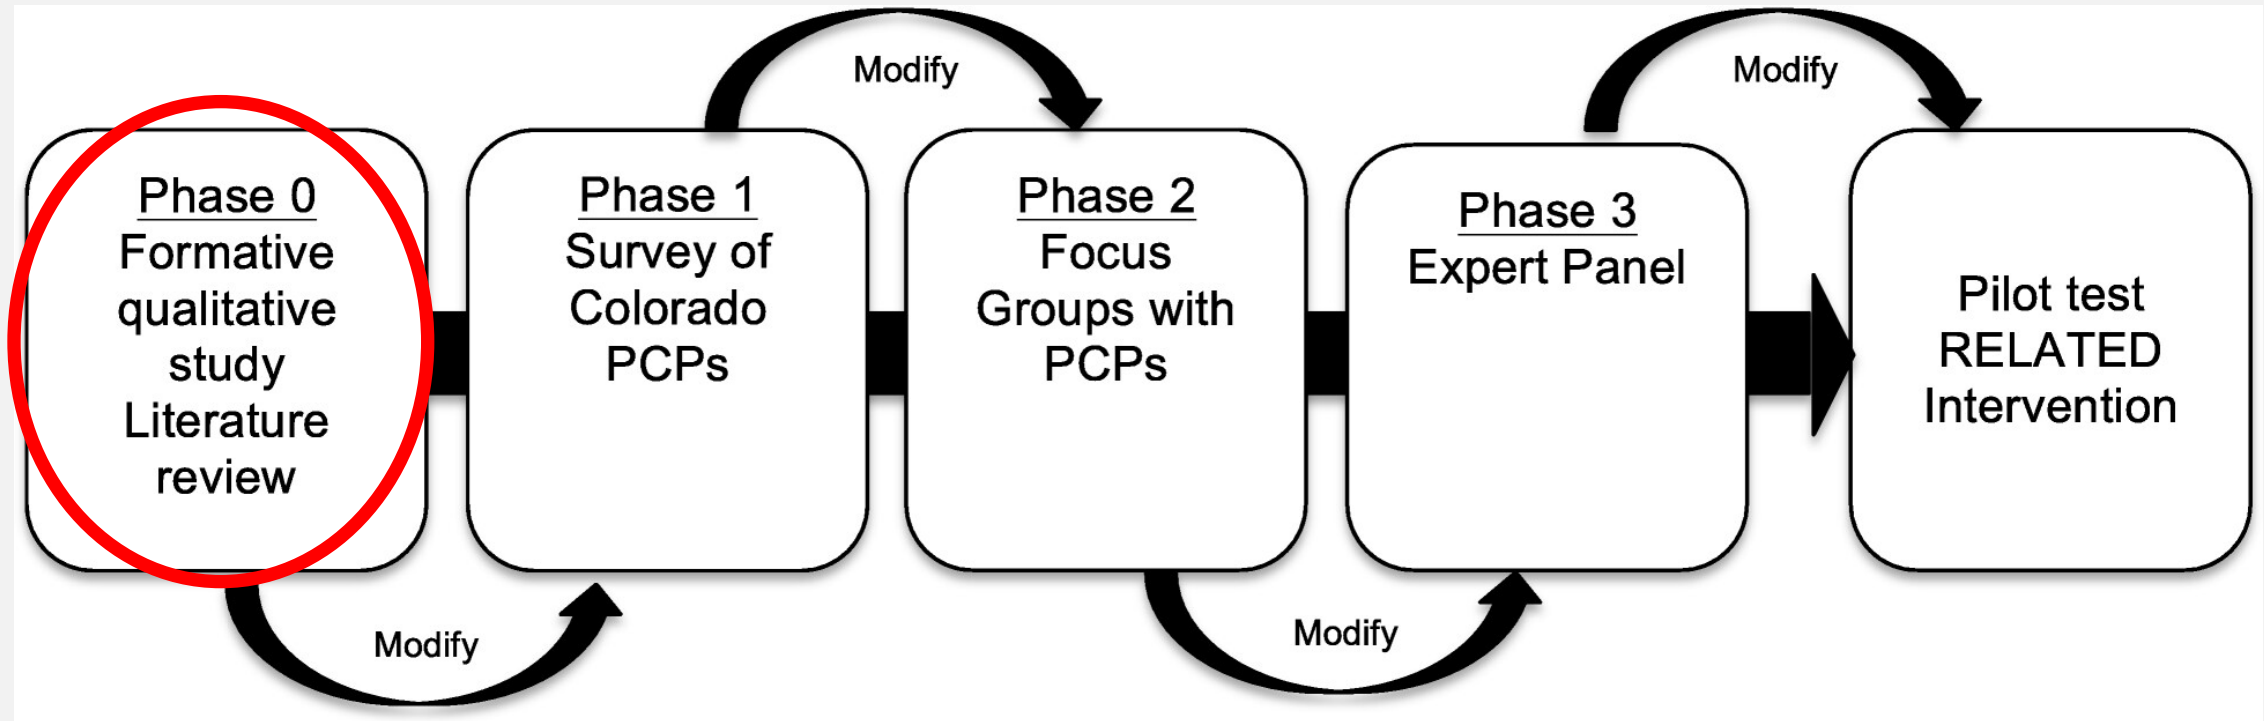 Phase 0
Formative
qualitative
study
Literature
review
Modify
Phase 1
Survey of
Colorado
PCPs
Modify
Phase 2
Focus
Groups with
PCPs
Modify
Phase 3
Expert Panel
Modify
Pilot test
RELATED
Intervention